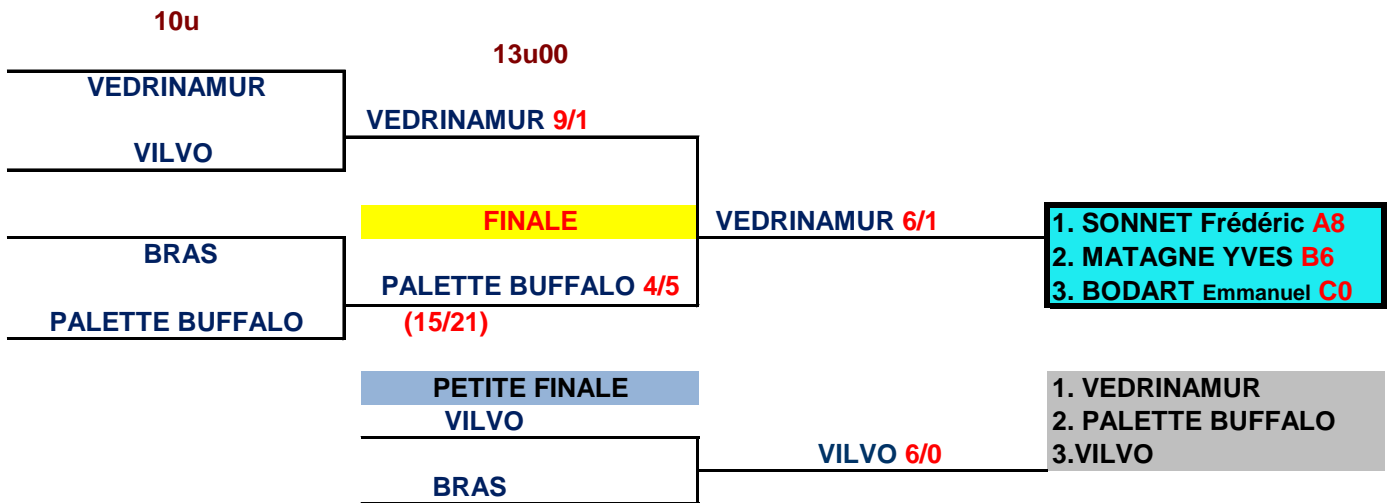 10u
13u00
VEDRINAMUR
VEDRINAMUR 9/1
VILVO
FINALE
VEDRINAMUR 6/1
1. SONNET Frédéric A8
BRAS
2. MATAGNE YVES B6
PALETTE BUFFALO 4/5
3. BODART Emmanuel C0
PALETTE BUFFALO
(15/21)
PETITE FINALE
1. VEDRINAMUR
VILVO
2. PALETTE BUFFALO
VILVO 6/0
3.VILVO
BRAS